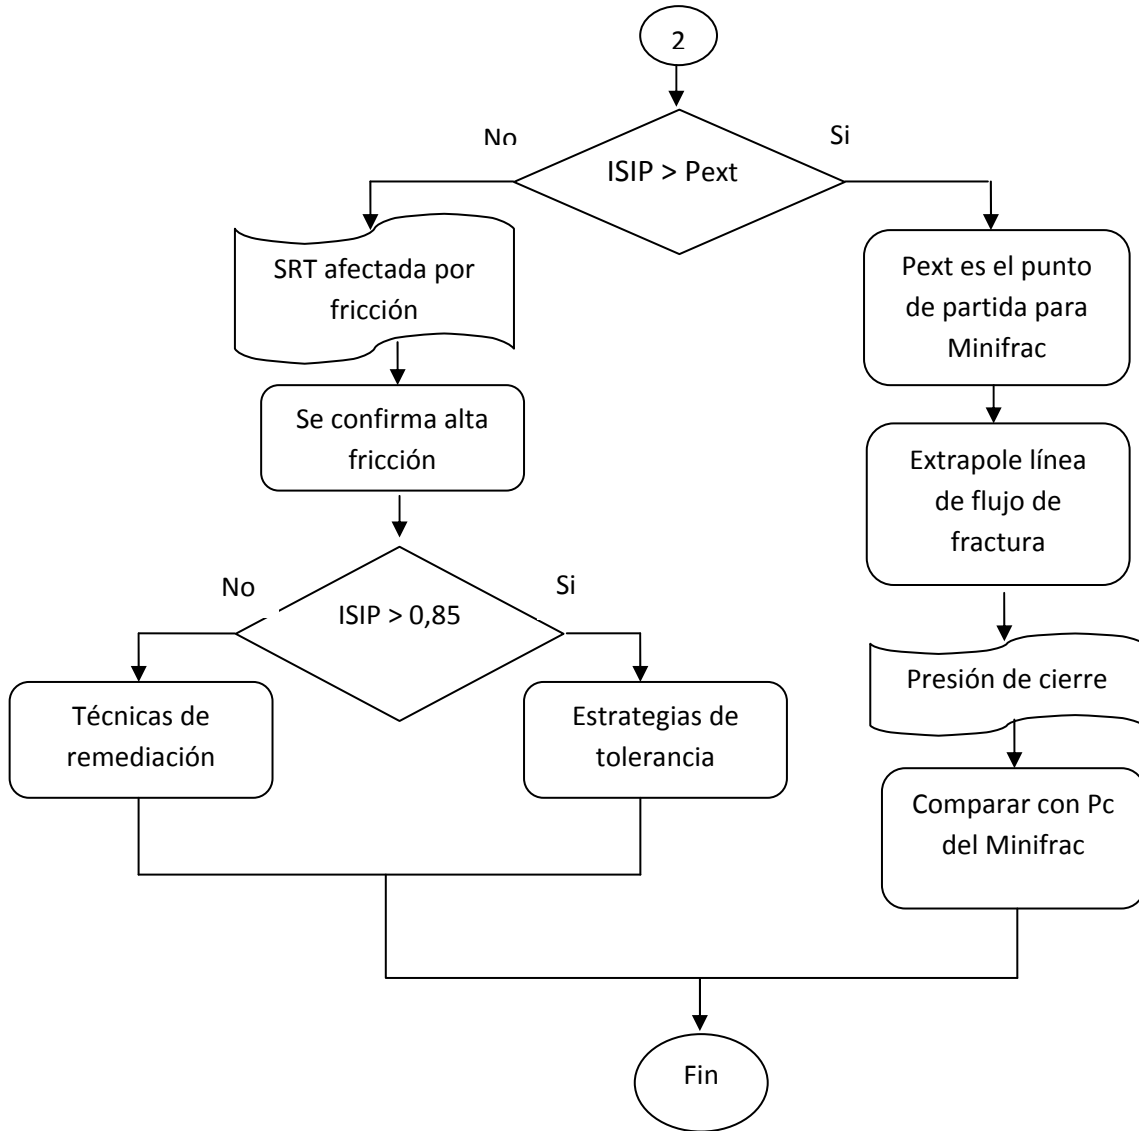 2
No
Si
ISIP > Pext
SRT afectada por
fricción
Pext es el punto
de partida para
Minifrac
Se confirma alta
fricción
Extrapole línea
de flujo de
fractura
No
Si
ISIP > 0,85
Presión de cierre
Técnicas de
remediación
Estrategias de
tolerancia
Comparar con Pc
del Minifrac
Fin